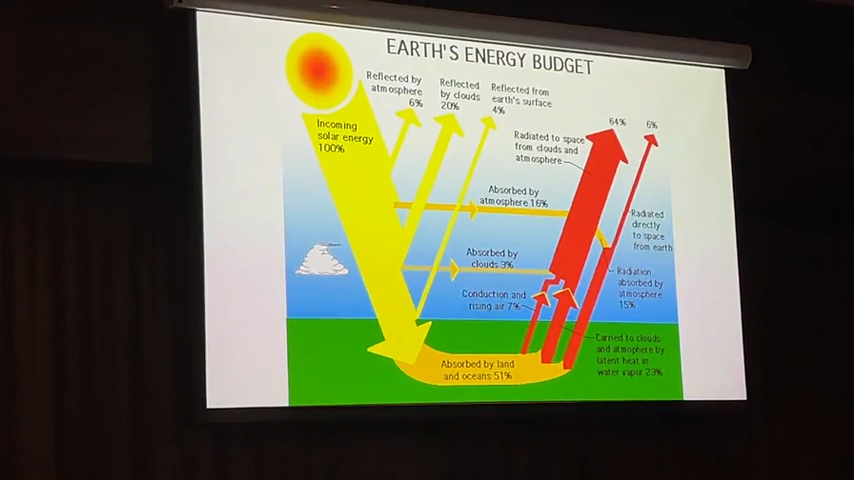 EARTH'S ENERGY BUDGET
Reflected by
atmosphere
6%
Reflected
by clouds
20%
Reflected from
earth's surface
4%
Incoming
solar energy
100%
64%
6%
Radiated to space
from clouds and
atmosphere
Absorbed by
atmosphere 16%
Radiated
directly
to space
from earth
Absorbed by
clouds 3%
Radiation
absorbed by
atmosphere
15%
Conduction and
rising air 7%
Carried to clouds
and atmophere by
latent heat in
water vapor 23%
Absorbed by land
and oceans 51%